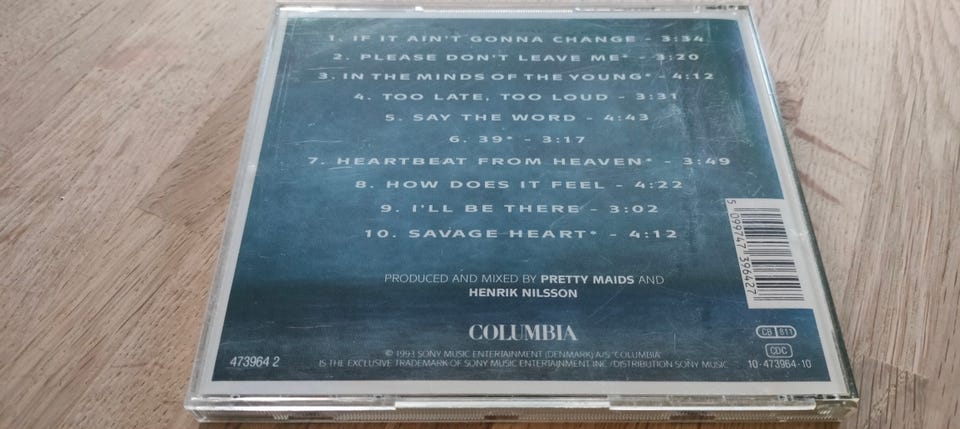 1. IF IT AIN'T GONNA CHANGE - 3:34
2. PLEASE DON'T LEAVE ME* - 3:20
3. IN THE MINDS OF THE YOUNG* - 4:12
4. TOO LATE, TOO LOUD - 3:31
5. SAY THE WORD - 4:43
6. 39* - 3:17
7. HEARTBEAT FROM HEAVEN* - 3:49
8. HOW DOES IT FEEL - 4:22
9. I'LL BE THERE - 3:02
10. SAVAGE HEART* - 4:12
PRODUCED AND MIXED BY PRETTY MAIDS AND
HENRIK NILSSON
COLUMBIA
© 1993 SONY MUSIC ENTERTAINMENT (DENMARK) A/S "COLUMBIA"
IS THE EXCLUSIVE TRADEMARK OF SONY MUSIC ENTERTAINMENT INC./DISTRIBUTION SONY MUSIC
473964 2
5 099747 396427
CB 811
CDC
10-473964-10